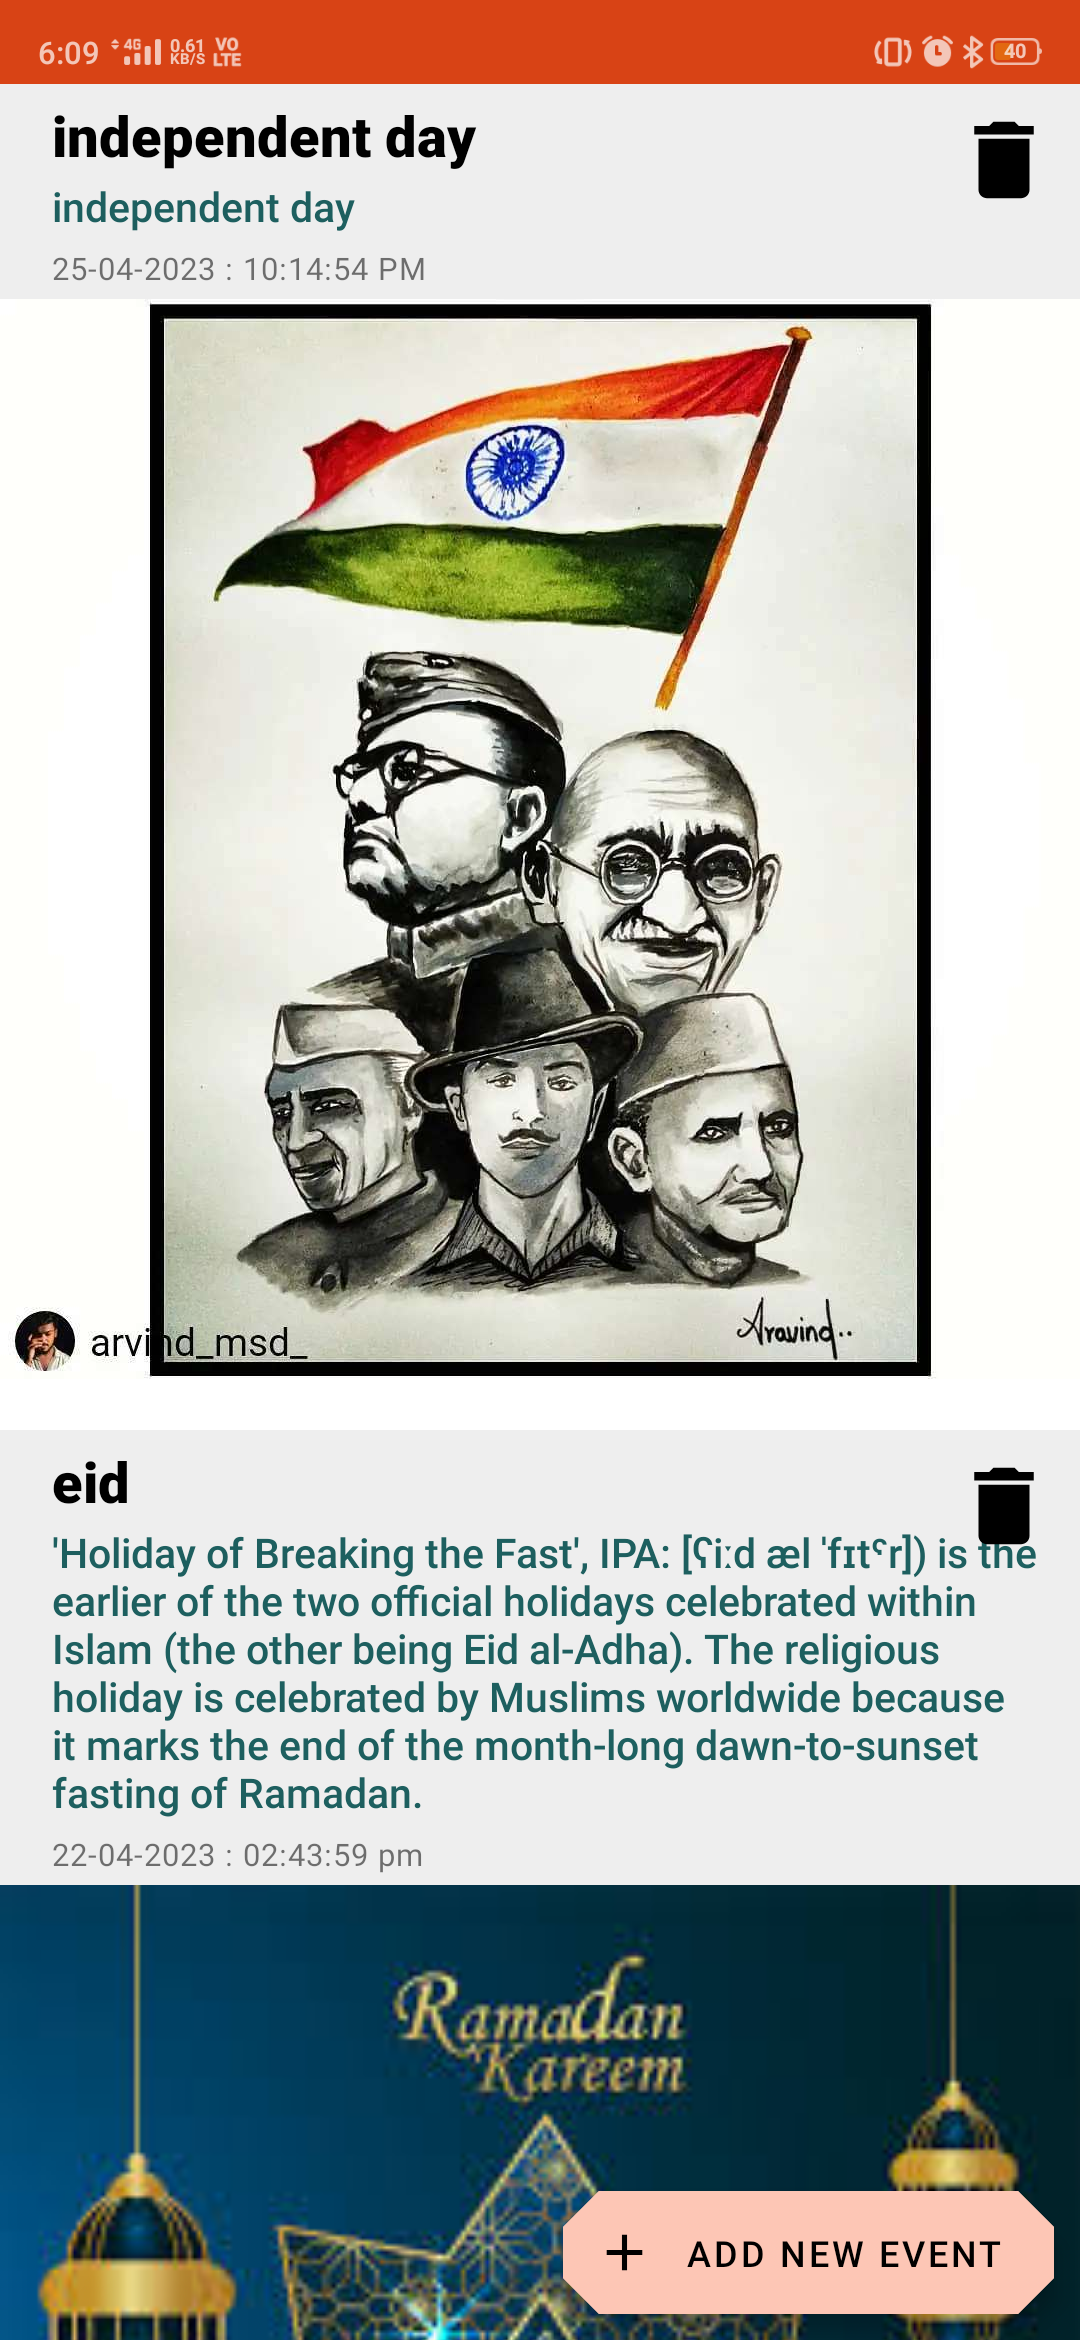 6:09 4G 0.61 KB/S VO LTE 40
independent day
independent day
25-04-2023 : 10:14:54 PM
Aravind..
arvind_msd_
eid
'Holiday of Breaking the Fast', IPA: [ʕiːd æl ˈfɪtˤr]) is the
earlier of the two official holidays celebrated within
Islam (the other being Eid al-Adha). The religious
holiday is celebrated by Muslims worldwide because
it marks the end of the month-long dawn-to-sunset
fasting of Ramadan.
22-04-2023 : 02:43:59 pm
Ramadan
Kareem
+ ADD NEW EVENT